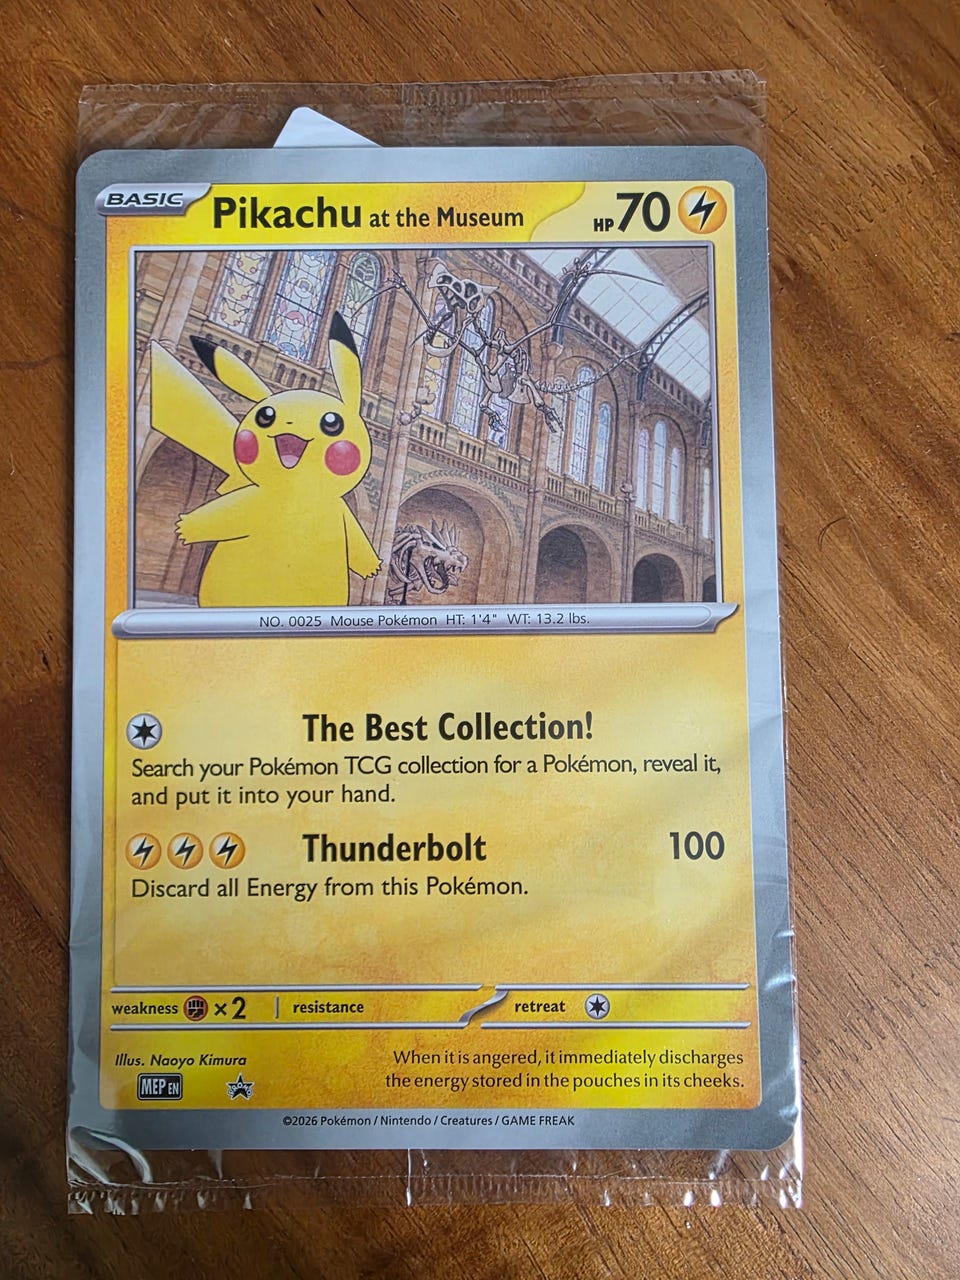 BASIC
Pikachu at the Museum
HP 70
NO. 0025 Mouse Pokémon HT: 1'4" WT: 13.2 lbs.
The Best Collection!
Search your Pokémon TCG collection for a Pokémon, reveal it,
and put it into your hand.
Thunderbolt 100
Discard all Energy from this Pokémon.
weakness ×2 resistance retreat
Illus. Naoyo Kimura
MEP EN
PROMO
When it is angered, it immediately discharges
the energy stored in the pouches in its cheeks.
©2026 Pokémon / Nintendo / Creatures / GAME FREAK